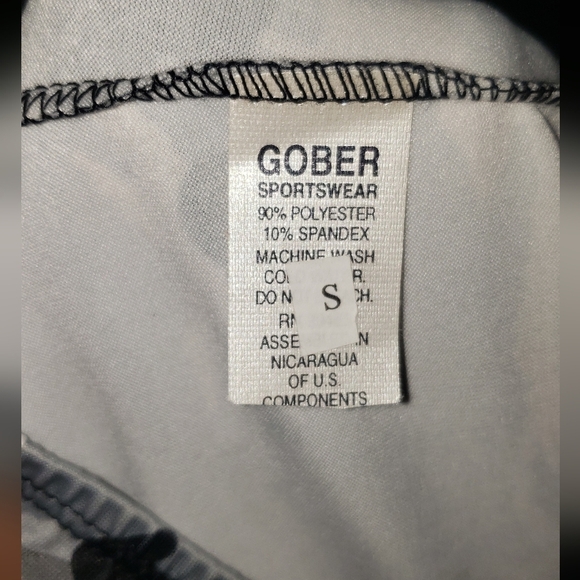 GOBER
SPORTSWEAR
90% POLYESTER
10% SPANDEX
MACHINE WASH
S
NICARAGUA
OF U.S.
COMPONENTS